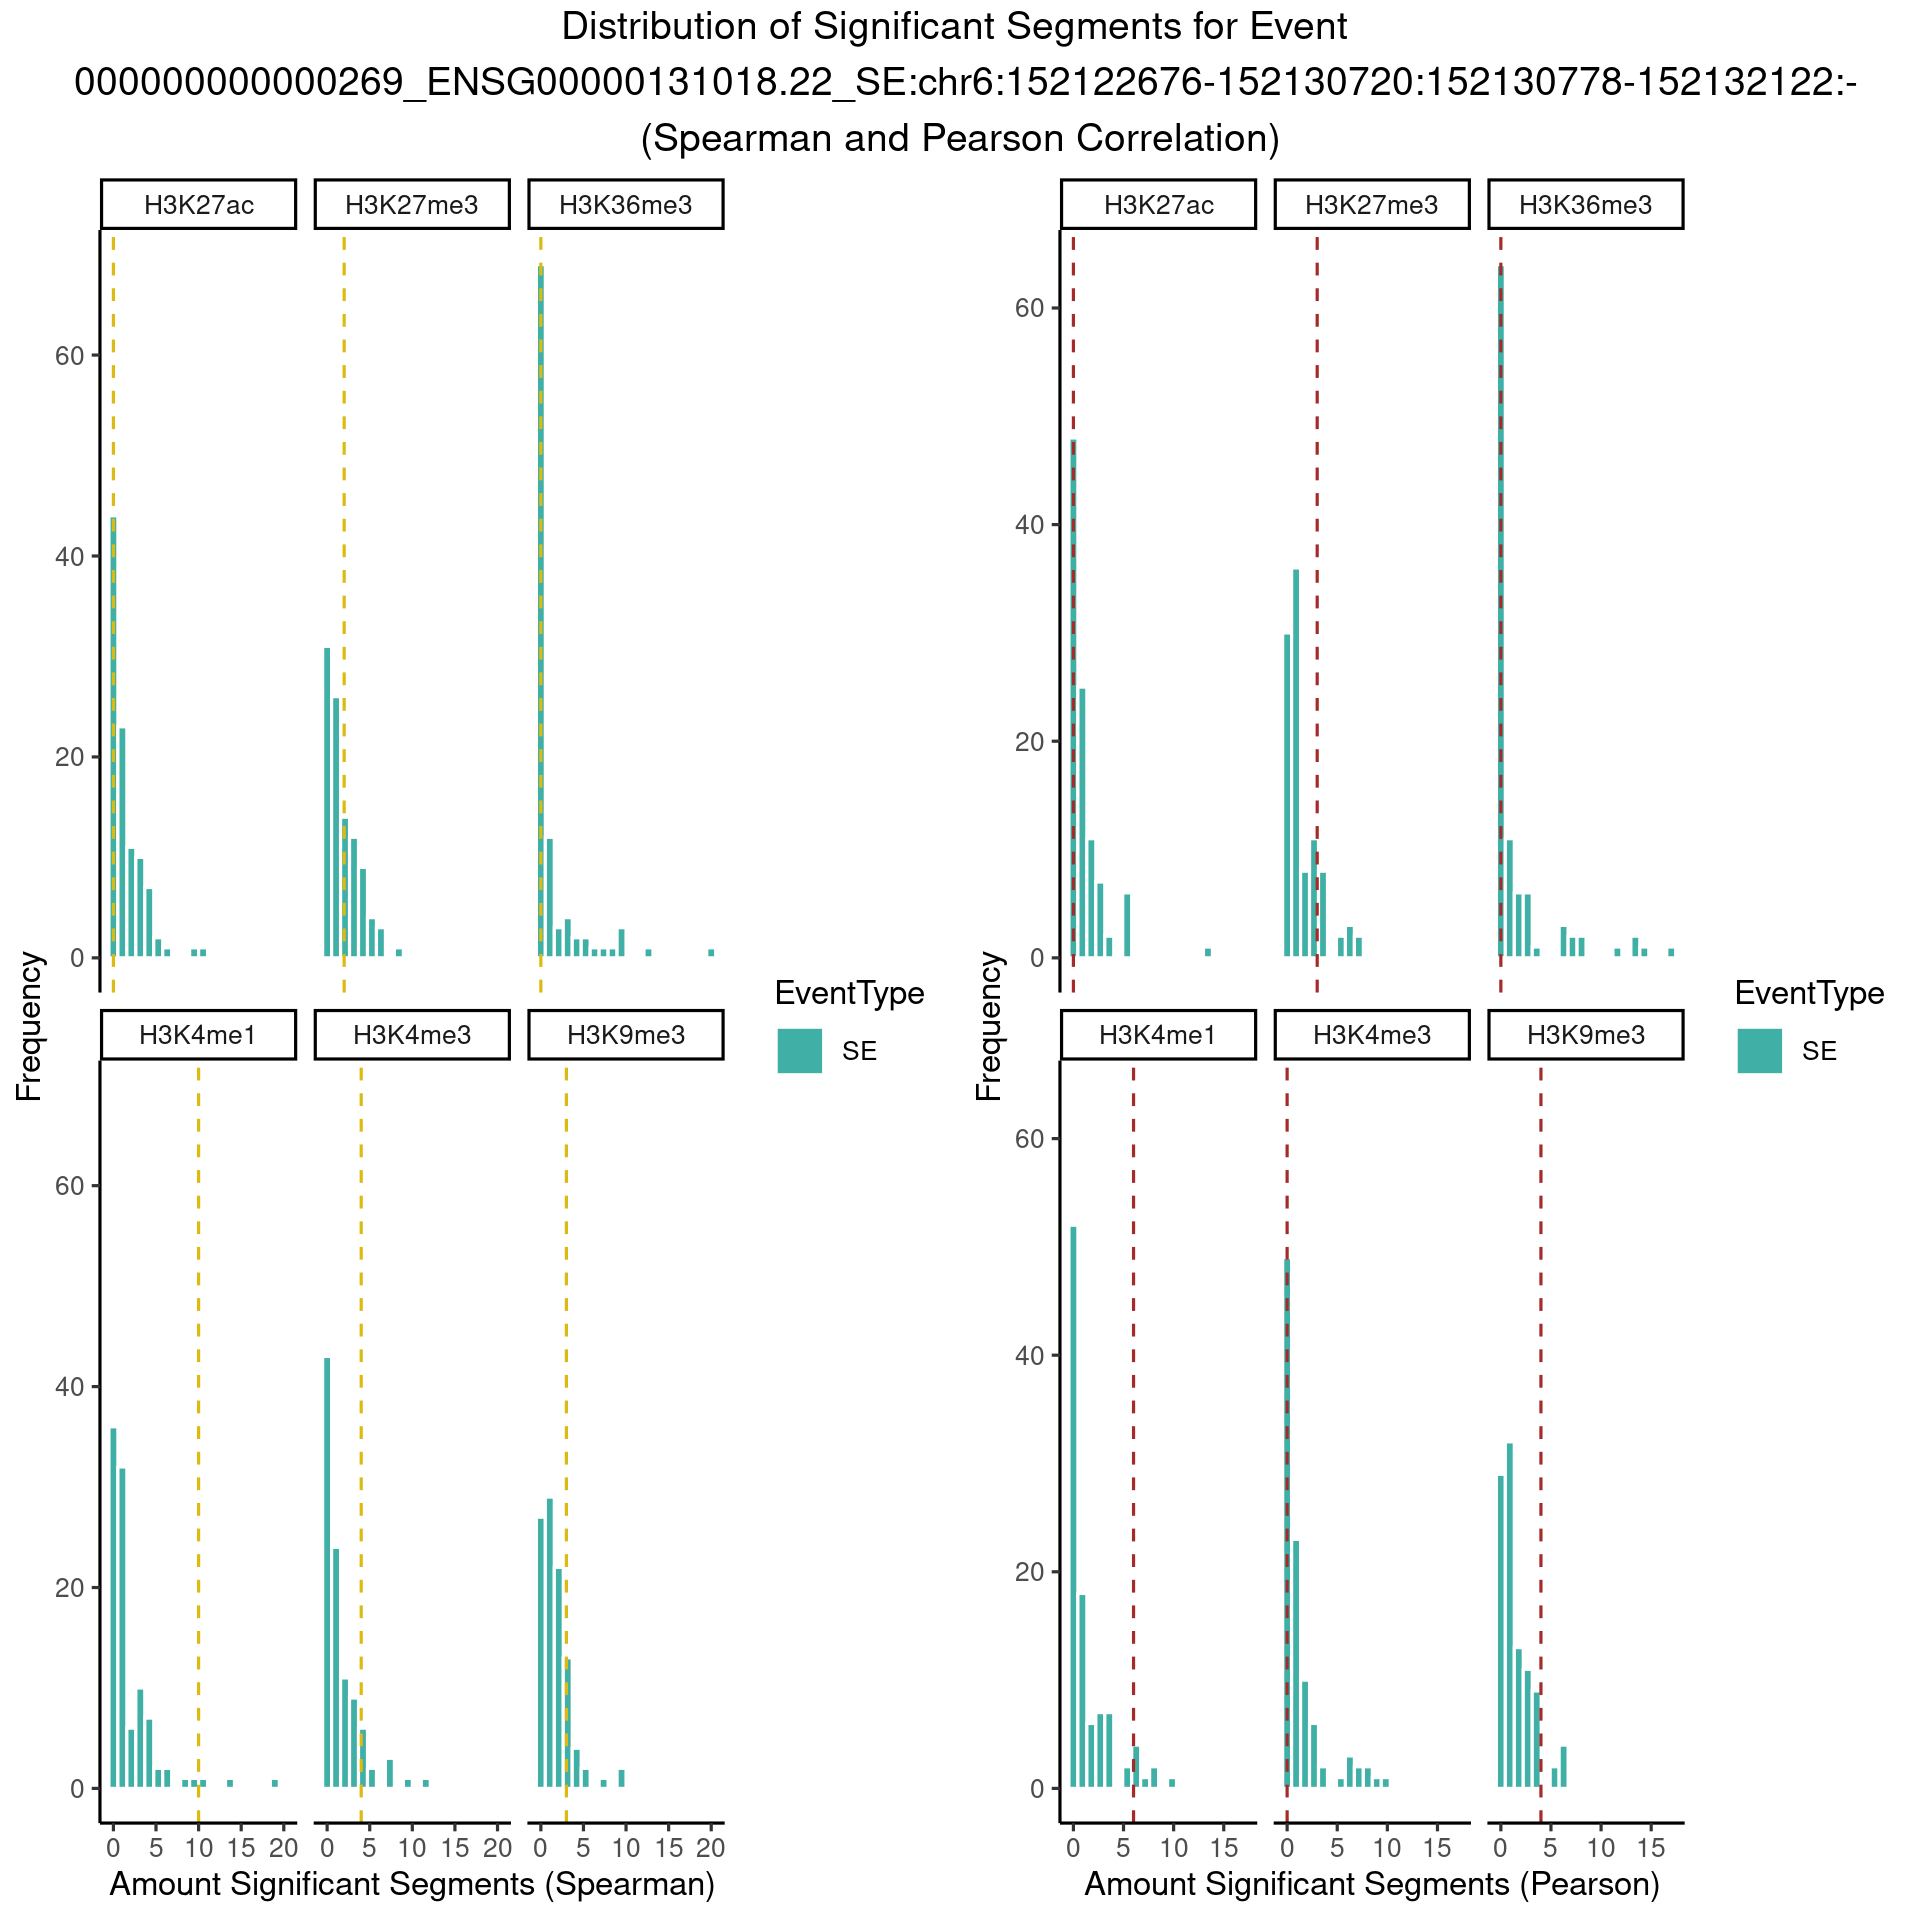 Distribution of Significant Segments for Event
000000000000269_ENSG00000131018.22_SE:chr6:152122676-152130720:152130778-152132122:-
(Spearman and Pearson Correlation)
H3K27ac H3K27me3 H3K36me3
60
40
20
0
H3K4me1 H3K4me3 H3K9me3
60
40
20
0
0 5 10 15 20 0 5 10 15 20 0 5 10 15 20
Amount Significant Segments (Spearman)
Frequency
EventType
SE
H3K27ac H3K27me3 H3K36me3
60
40
20
0
H3K4me1 H3K4me3 H3K9me3
60
40
20
0
0 5 10 15 0 5 10 15 0 5 10 15
Amount Significant Segments (Pearson)
Frequency
EventType
SE